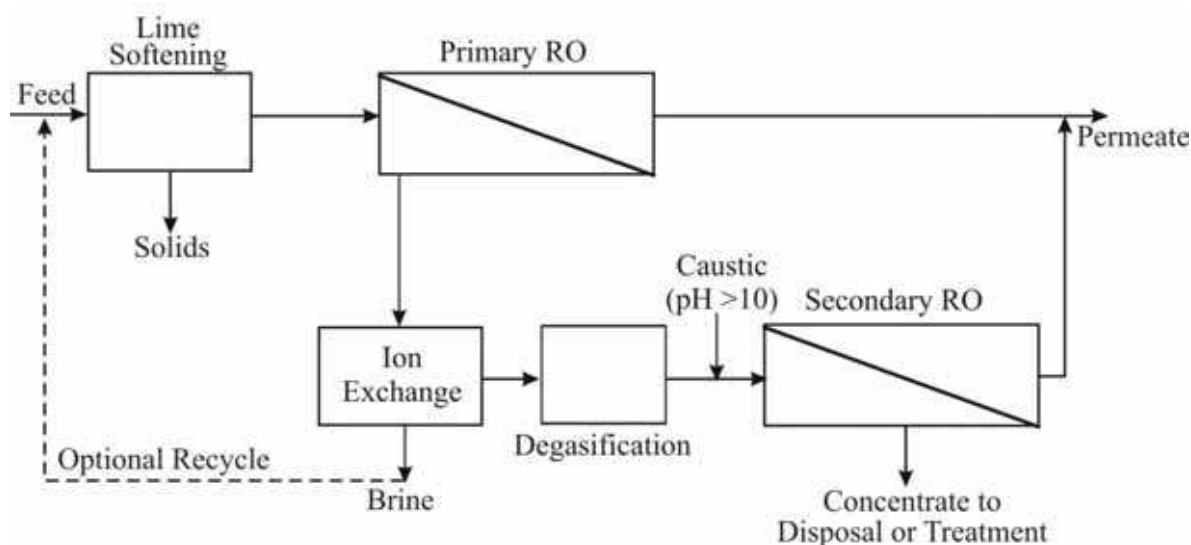 Lime
Softening
Primary RO
Feed
Permeate
Solids
Caustic
(pH >10)
Secondary RO
Ion
Exchange
Degasification
Optional Recycle
Brine
Concentrate to
Disposal or Treatment